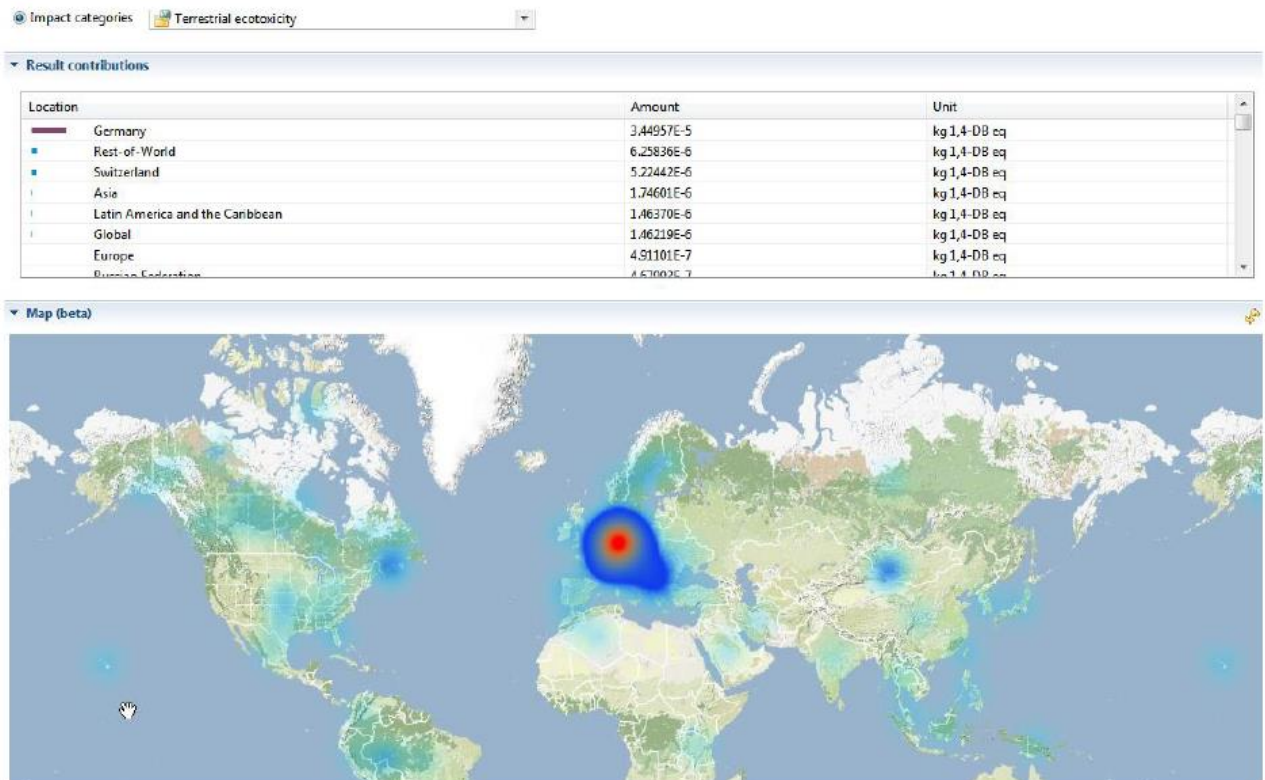 Impact categories Terrestrial ecotoxicity
Result contributions
Location Amount Unit
Germany 3.44957E-5 kg 1,4-DB eq
Rest-of-World 6.25836E-6 kg 1,4-DB eq
Switzerland 5.22442E-6 kg 1,4-DB eq
Asia 1.74601E-6 kg 1,4-DB eq
Latin America and the Caribbean 1.46370E-6 kg 1,4-DB eq
Global 1.46219E-6 kg 1,4-DB eq
Europe 4.91101E-7 kg 1,4-DB eq
Russian Federation
Map (beta)